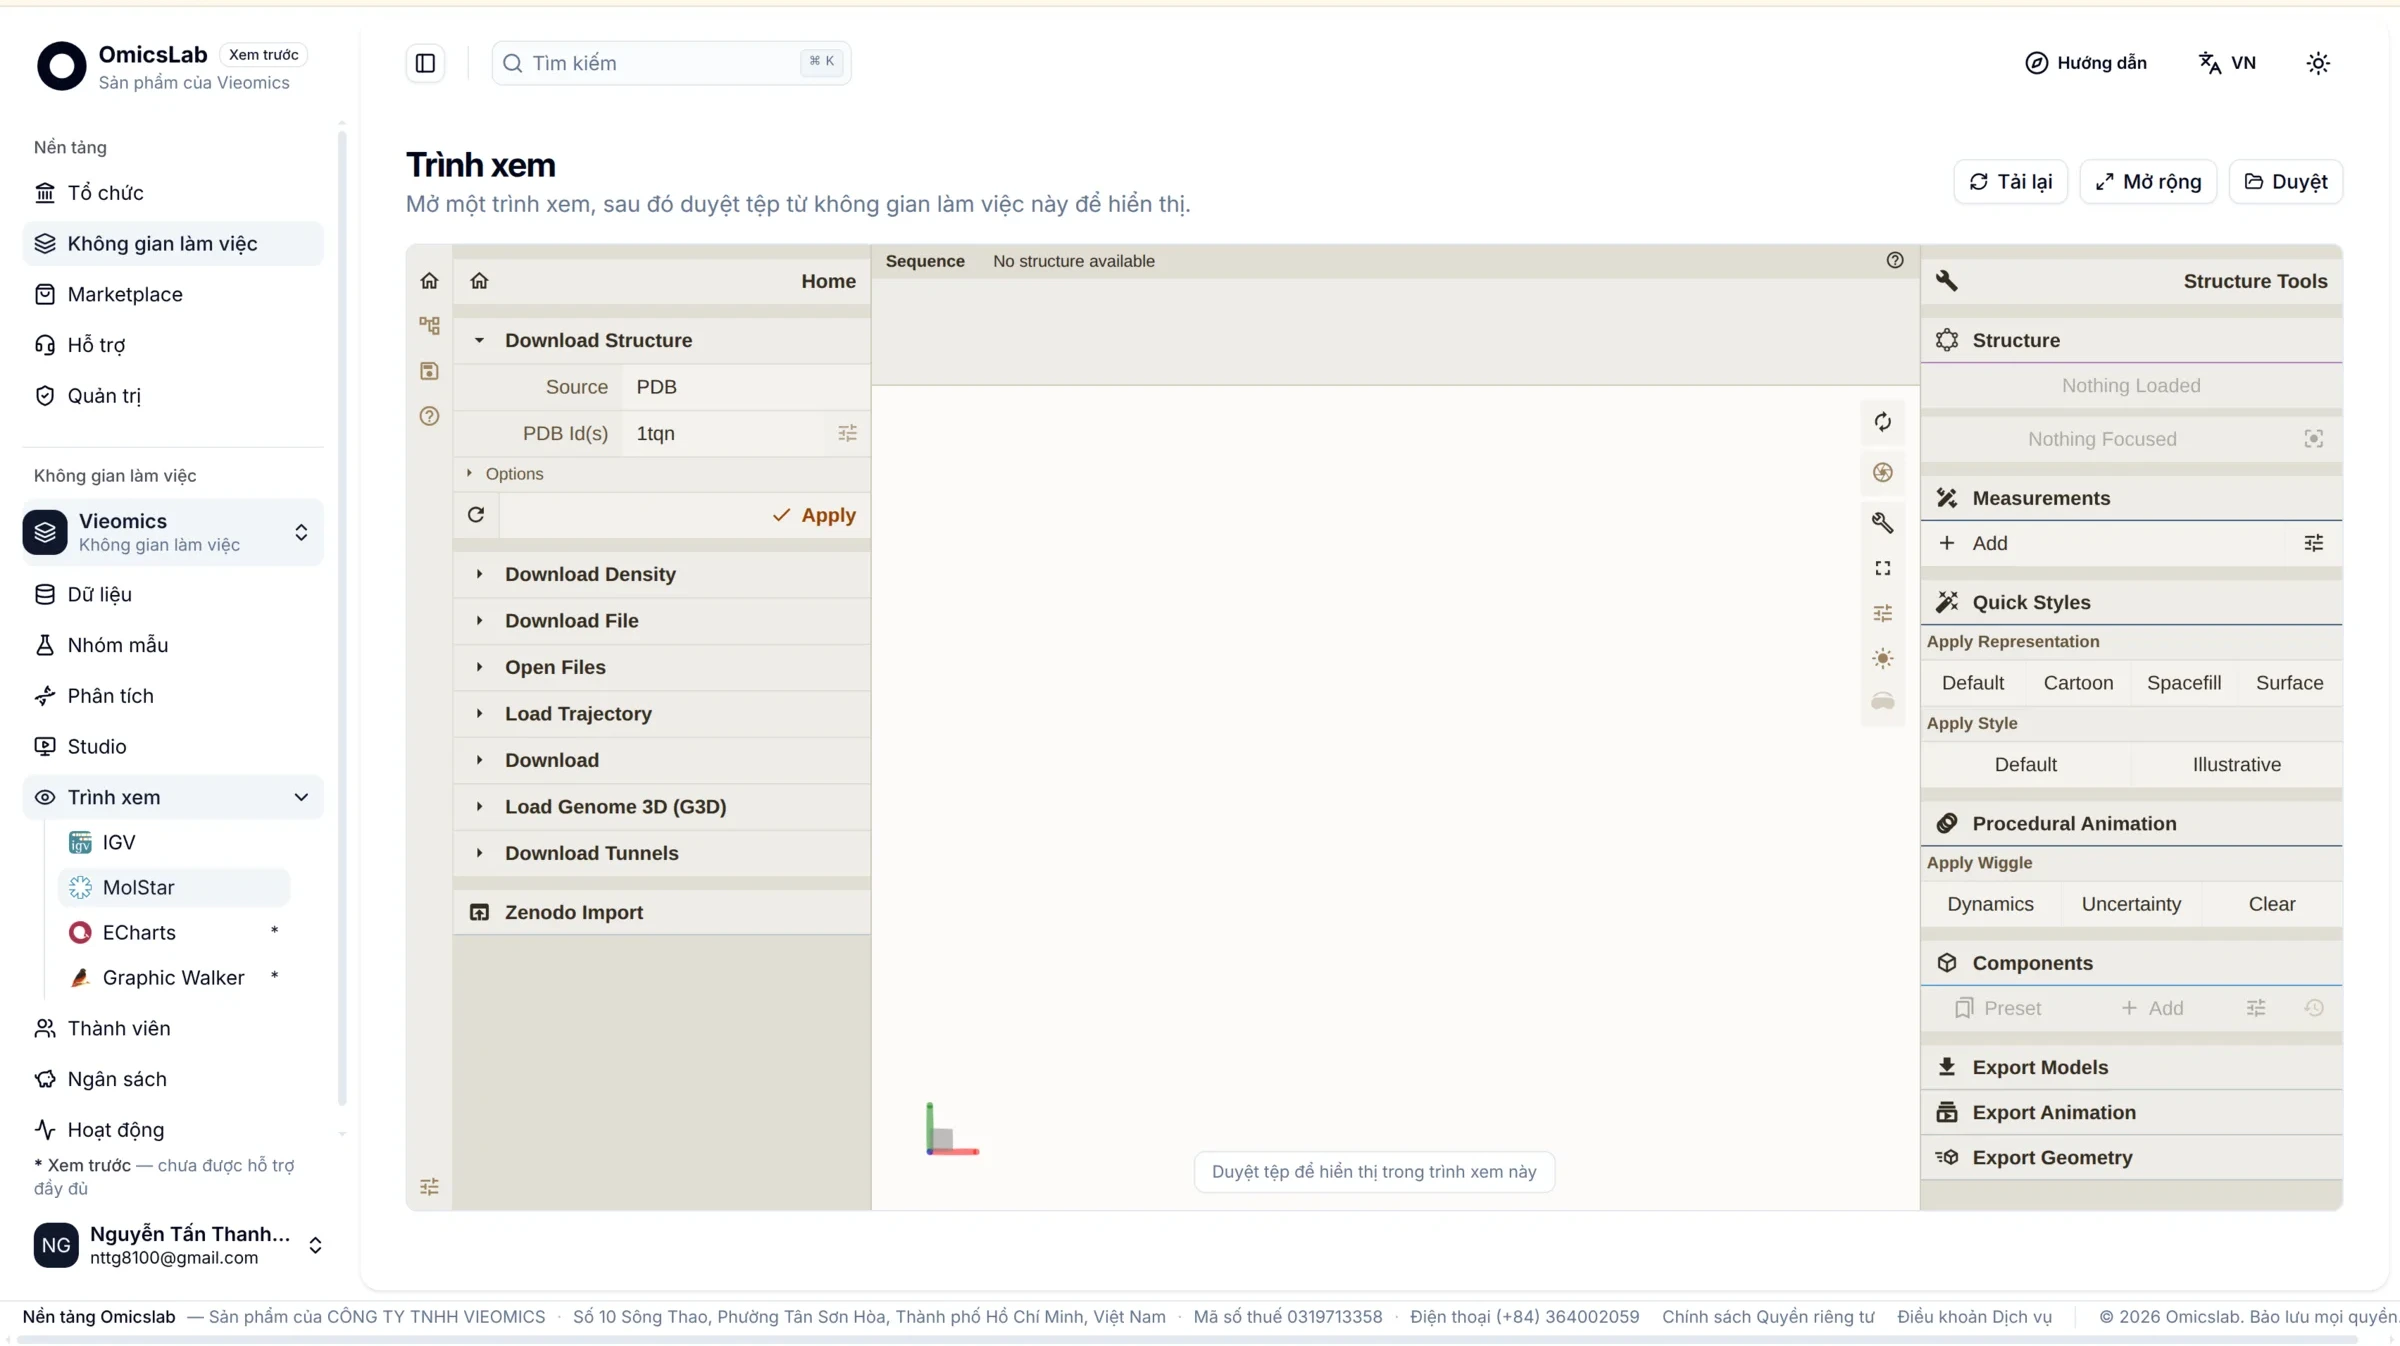 OmicsLab
Xem trước
Sản phẩm của Vieomics
Tìm kiếm
⌘ K
Hướng dẫn
VN
Nền tảng
Tổ chức
Không gian làm việc
Marketplace
Hỗ trợ
Quản trị
Không gian làm việc
Vieomics
Không gian làm việc
Dữ liệu
Nhóm mẫu
Phân tích
Studio
Trình xem
IGV
MolStar
ECharts *
Graphic Walker *
Thành viên
Ngân sách
Hoạt động
* Xem trước — chưa được hỗ trợ
đầy đủ
NG
Nguyễn Tấn Thanh...
nttg8100@gmail.com
Trình xem
Mở một trình xem, sau đó duyệt tệp từ không gian làm việc này để hiển thị.
Tải lại
Mở rộng
Duyệt
Home
Download Structure
Source PDB
PDB Id(s) 1tqn
Options
Apply
Download Density
Download File
Open Files
Load Trajectory
Download
Load Genome 3D (G3D)
Download Tunnels
Zenodo Import
Sequence No structure available
Duyệt tệp để hiển thị trong trình xem này
Structure Tools
Structure
Nothing Loaded
Nothing Focused
Measurements
Add
Quick Styles
Apply Representation
Default Cartoon Spacefill Surface
Apply Style
Default Illustrative
Procedural Animation
Apply Wiggle
Dynamics Uncertainty Clear
Components
Preset Add
Export Models
Export Animation
Export Geometry
Nền tảng Omicslab — Sản phẩm của CÔNG TY TNHH VIEOMICS · Số 10 Sông Thao, Phường Tân Sơn Hòa, Thành phố Hồ Chí Minh, Việt Nam · Mã số thuế 0319713358 · Điện thoại (+84) 364002059 Chính sách Quyền riêng tư Điều khoản Dịch vụ © 2026 Omicslab. Bảo lưu mọi quyền.